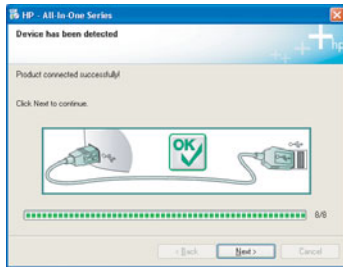 HP - All-In-One Series
Device has been detected
hp
Product connected successfully!
Click Next to continue.
OK
8/8
< Back
Next >
Cancel